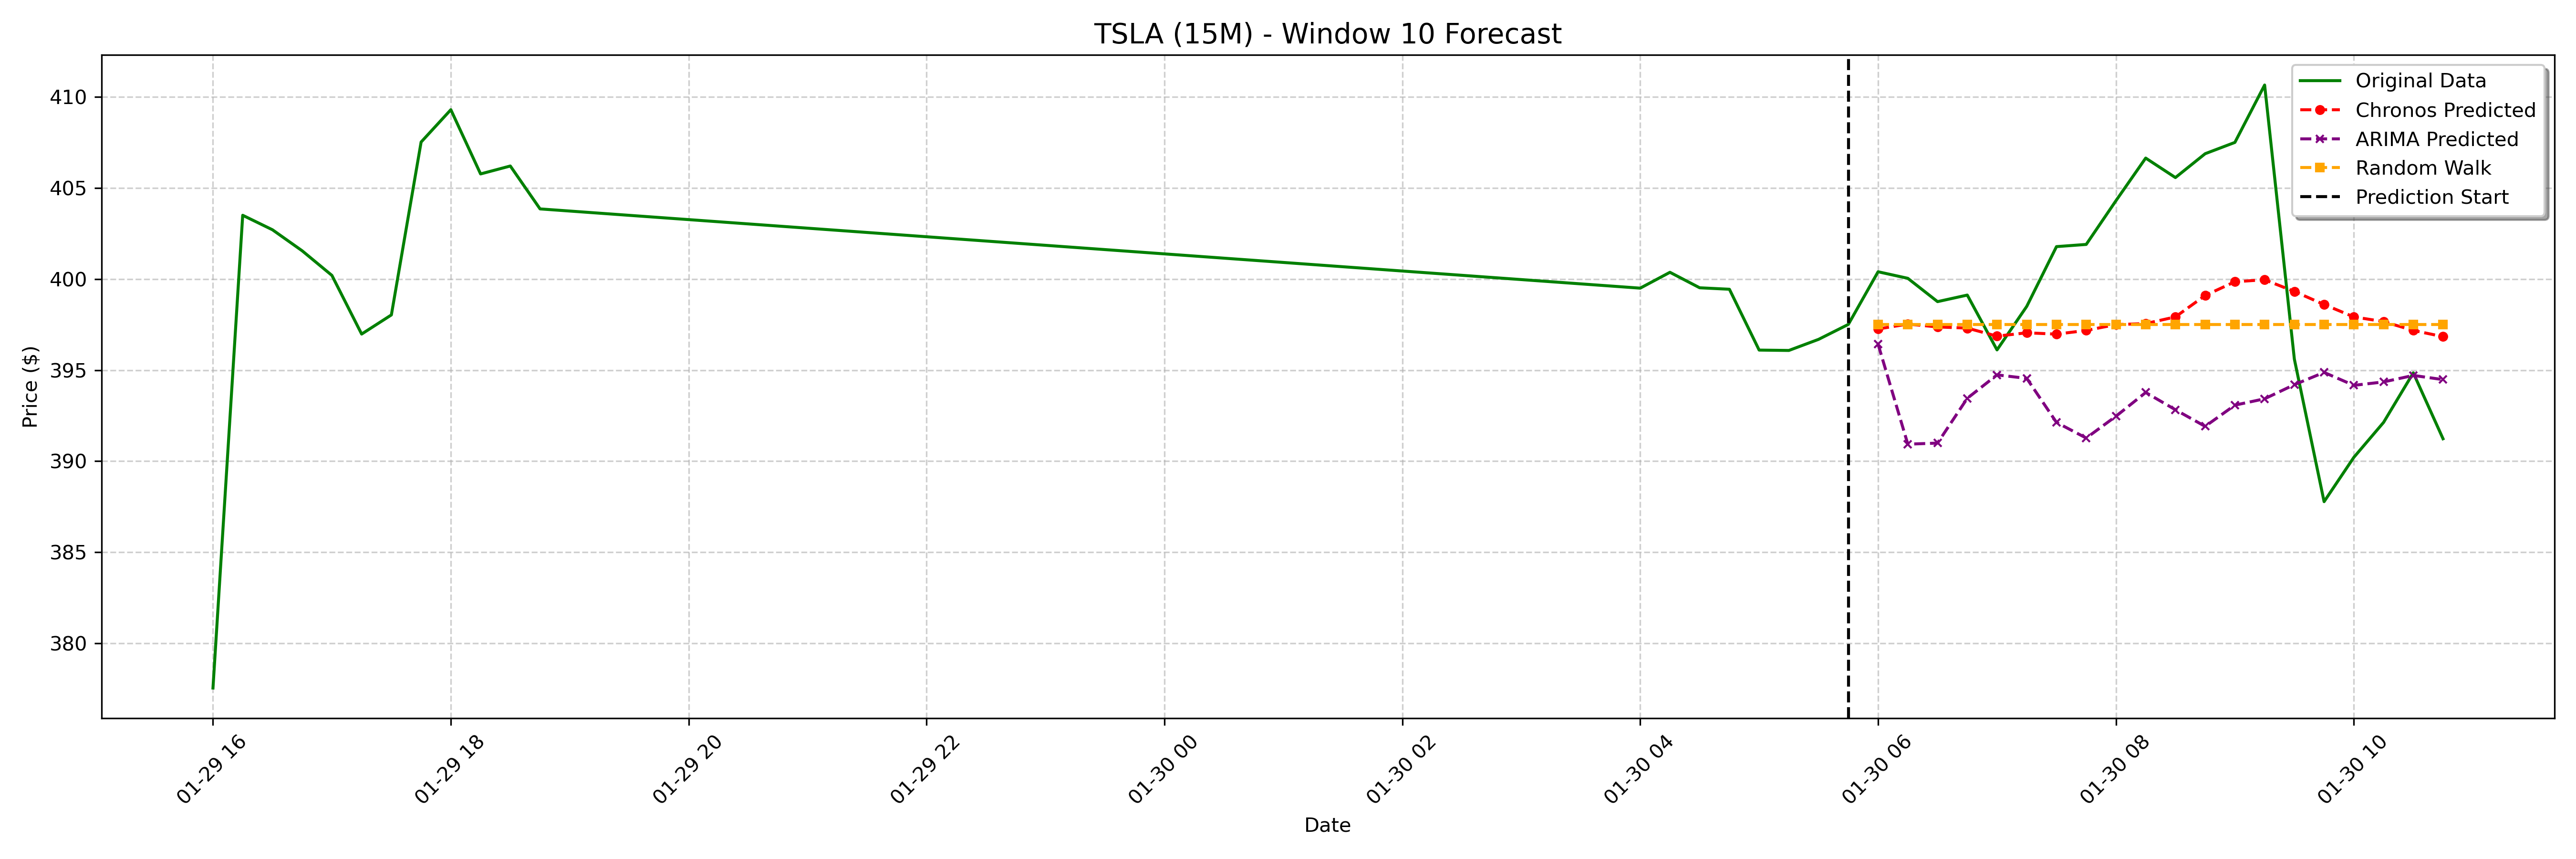 TSLA (15M) - Window 10 Forecast
Original Data
Chronos Predicted
ARIMA Predicted
Random Walk
Prediction Start
Price ($)
410
405
400
395
390
385
380
01-29 16
01-29 18
01-29 20
01-29 22
01-30 00
01-30 02
01-30 04
01-30 06
01-30 08
01-30 10
Date